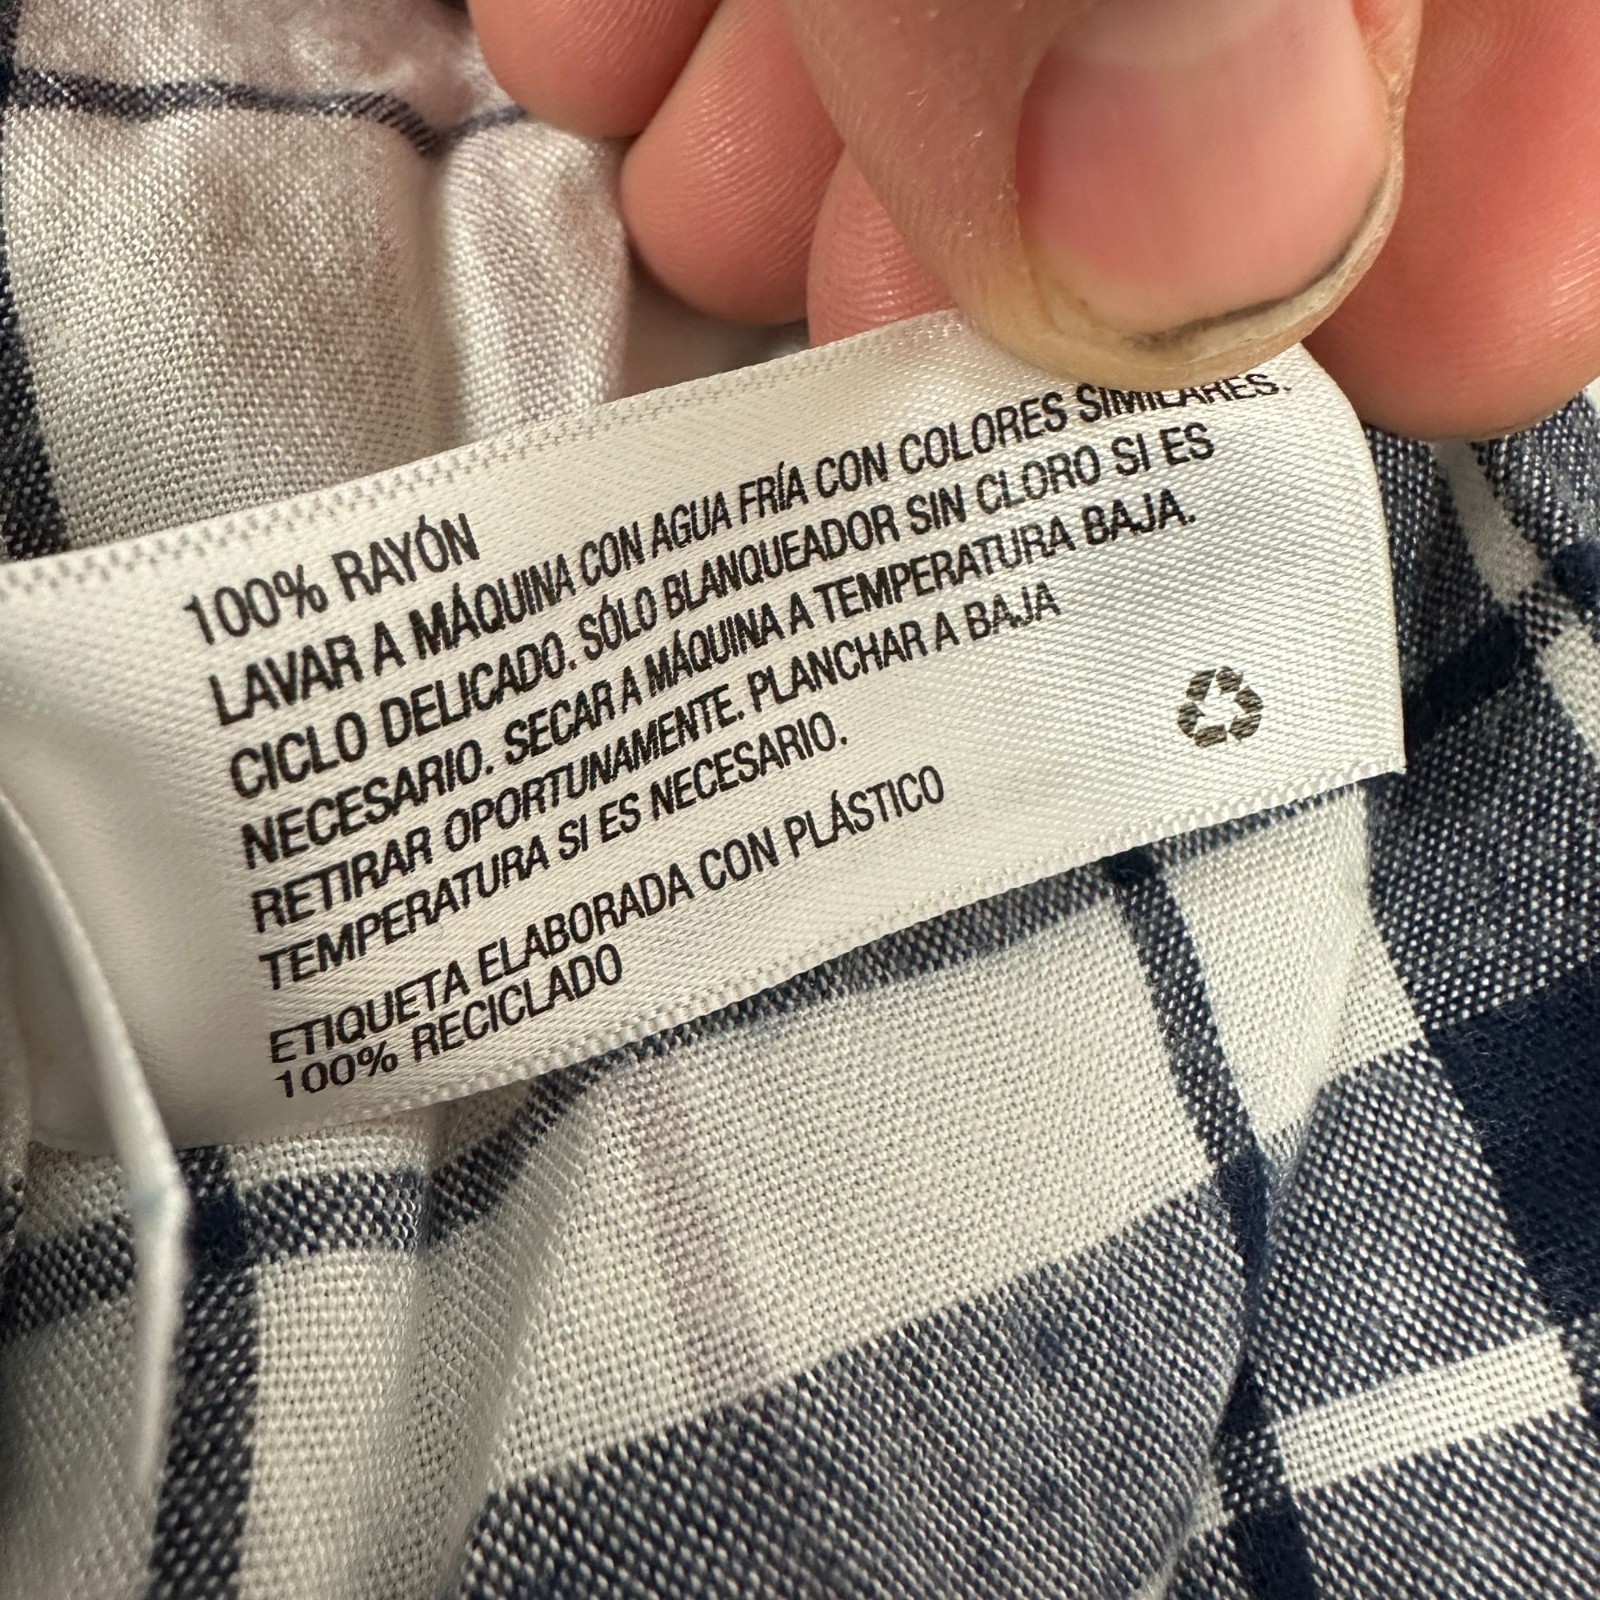 100% RAYÓN
LAVAR A MÁQUINA CON AGUA FRÍA CON COLORES SIMILARES.
CICLO DELICADO. SÓLO BLANQUEADOR SIN CLORO SI ES
NECESARIO. SECAR A MÁQUINA A TEMPERATURA BAJA.
RETIRAR OPORTUNAMENTE. PLANCHAR A BAJA
TEMPERATURA SI ES NECESARIO.
ETIQUETA ELABORADA CON PLÁSTICO
100% RECICLADO